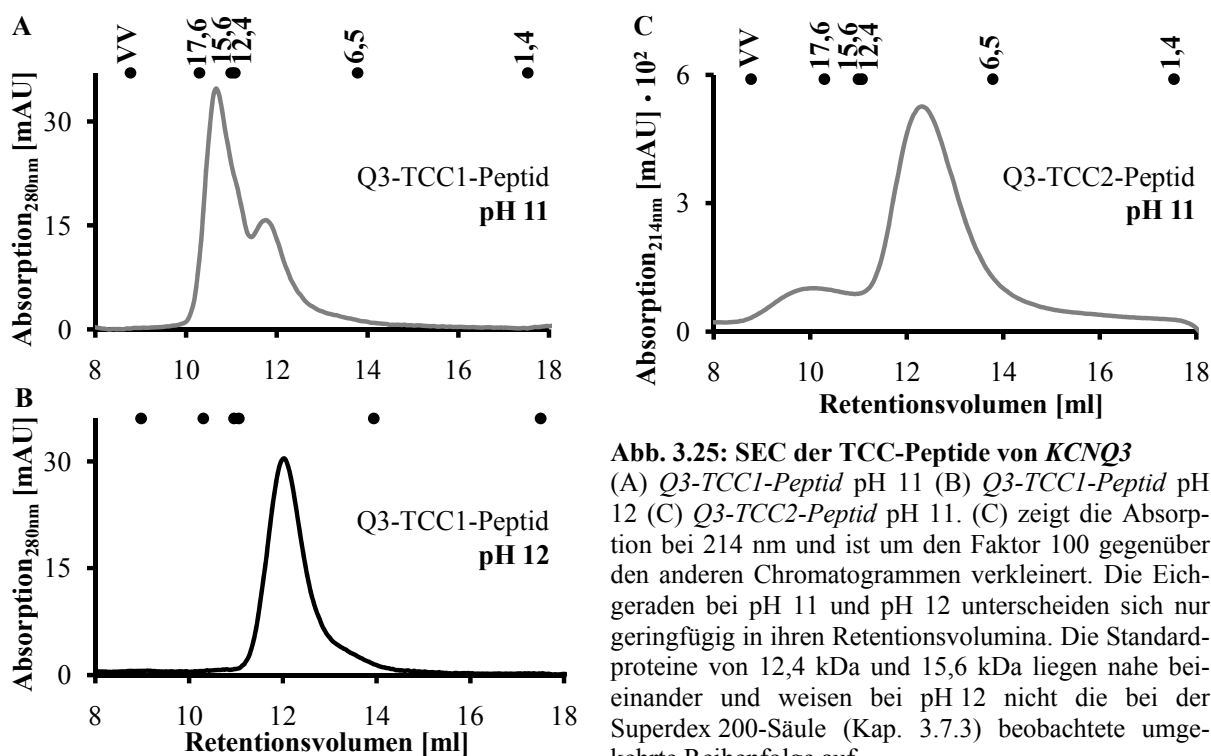 A
VV
17,6
15,6
12,4
6,5
1,4
Absorption280nm [mAU]
30
15
0
Q3-TCC1-Peptid
pH 11
8 10 12 14 16 18
B
Absorption280nm [mAU]
30
15
0
Q3-TCC1-Peptid
pH 12
8 10 12 14 16 18
Retentionsvolumen [ml]
C
VV
17,6
15,6
12,4
6,5
1,4
Absorption214nm [mAU] · 10²
6
3
0
Q3-TCC2-Peptid
pH 11
8 10 12 14 16 18
Retentionsvolumen [ml]
Abb. 3.25: SEC der TCC-Peptide von KCNQ3
(A) Q3-TCC1-Peptid pH 11 (B) Q3-TCC1-Peptid pH
12 (C) Q3-TCC2-Peptid pH 11. (C) zeigt die Absorp-
tion bei 214 nm und ist um den Faktor 100 gegenüber
den anderen Chromatogrammen verkleinert. Die Eich-
geraden bei pH 11 und pH 12 unterscheiden sich nur
geringfügig in ihren Retentionsvolumina. Die Standard-
proteine von 12,4 kDa und 15,6 kDa liegen nahe bei-
einander und weisen bei pH 12 nicht die bei der
Superdex 200-Säule (Kap. 3.7.3) beobachtete umge-
kehrte Reihenfolge auf